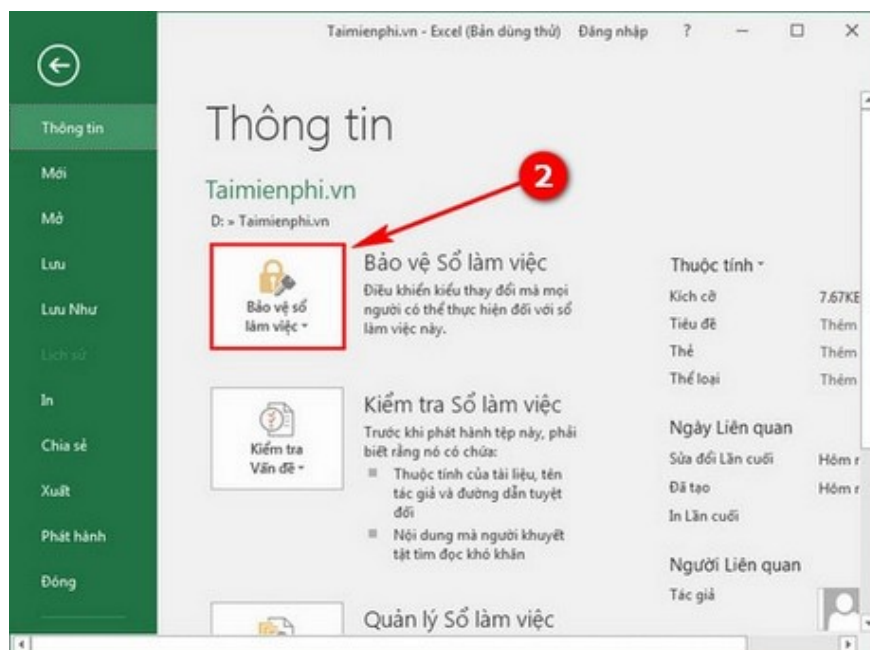 Taimienphi.vn - Excel (Bản dùng thử) Đăng nhập ?
Thông tin
Mới
Mở
Lưu
Lưu Như
Lịch sử
In
Chia sẻ
Xuất
Phát hành
Đóng
Thông tin
Taimienphi.vn
D: » Taimienphi.vn
2
Bảo vệ sổ
làm việc
Bảo vệ Sổ làm việc
Điều khiển kiểu thay đổi mà mọi
người có thể thực hiện đối với sổ
làm việc này.
Kiểm tra
Vấn đề
Kiểm tra Sổ làm việc
Trước khi phát hành tệp này, phải
biết rằng nó có chứa:
Thuộc tính của tài liệu, tên
tác giả và đường dẫn tuyệt
đối
Nội dung mà người khuyết
tật tìm đọc khó khăn
Quản lý Sổ làm việc
Thuộc tính
Kích cỡ 7.67KB
Tiêu đề Thêm
Thẻ Thêm
Thể loại Thêm
Ngày Liên quan
Sửa đổi Lần cuối Hôm
Đã tạo Hôm
In Lần cuối
Người Liên quan
Tác giả